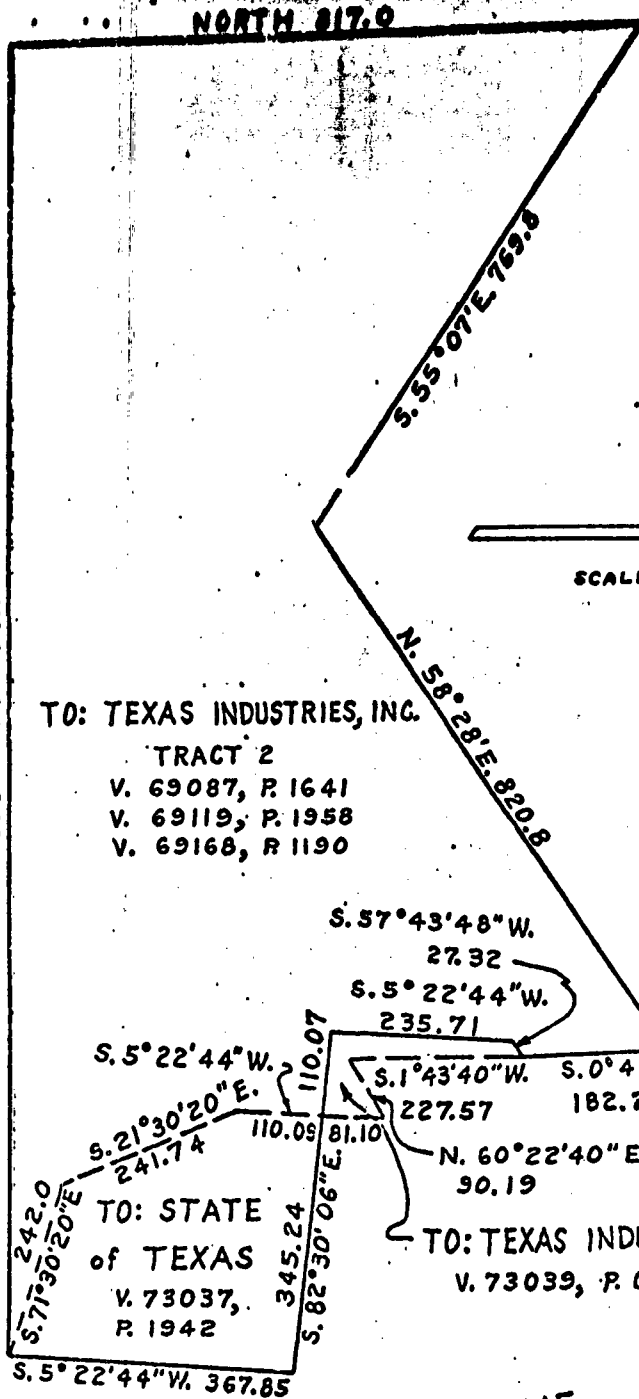 NORTH 817.0
S. 55°07' E. 769.8
SCAL
N. 58°28' E. 820.8
TO: TEXAS INDUSTRIES, INC.
TRACT 2
V. 69087, P. 1641
V. 69119, P. 1958
V. 69168, P. 1190
S. 57°43'48" W.
27.32
S. 5°22'44" W.
235.71
110.07
S. 5°22'44" W.
S. 1°43'40" W.
227.57
S. 0°4
182.7
S. 21°30'20" E.
241.74
110.09
81.10
N. 60°22'40" E
90.19
242.0
S. 71°30'20" E
TO: STATE
of TEXAS
V. 73037,
P. 1942
345.24
S. 82°30'06" E.
TO: TEXAS INDU
V. 73039, P.
S. 5°22'44" W. 367.85